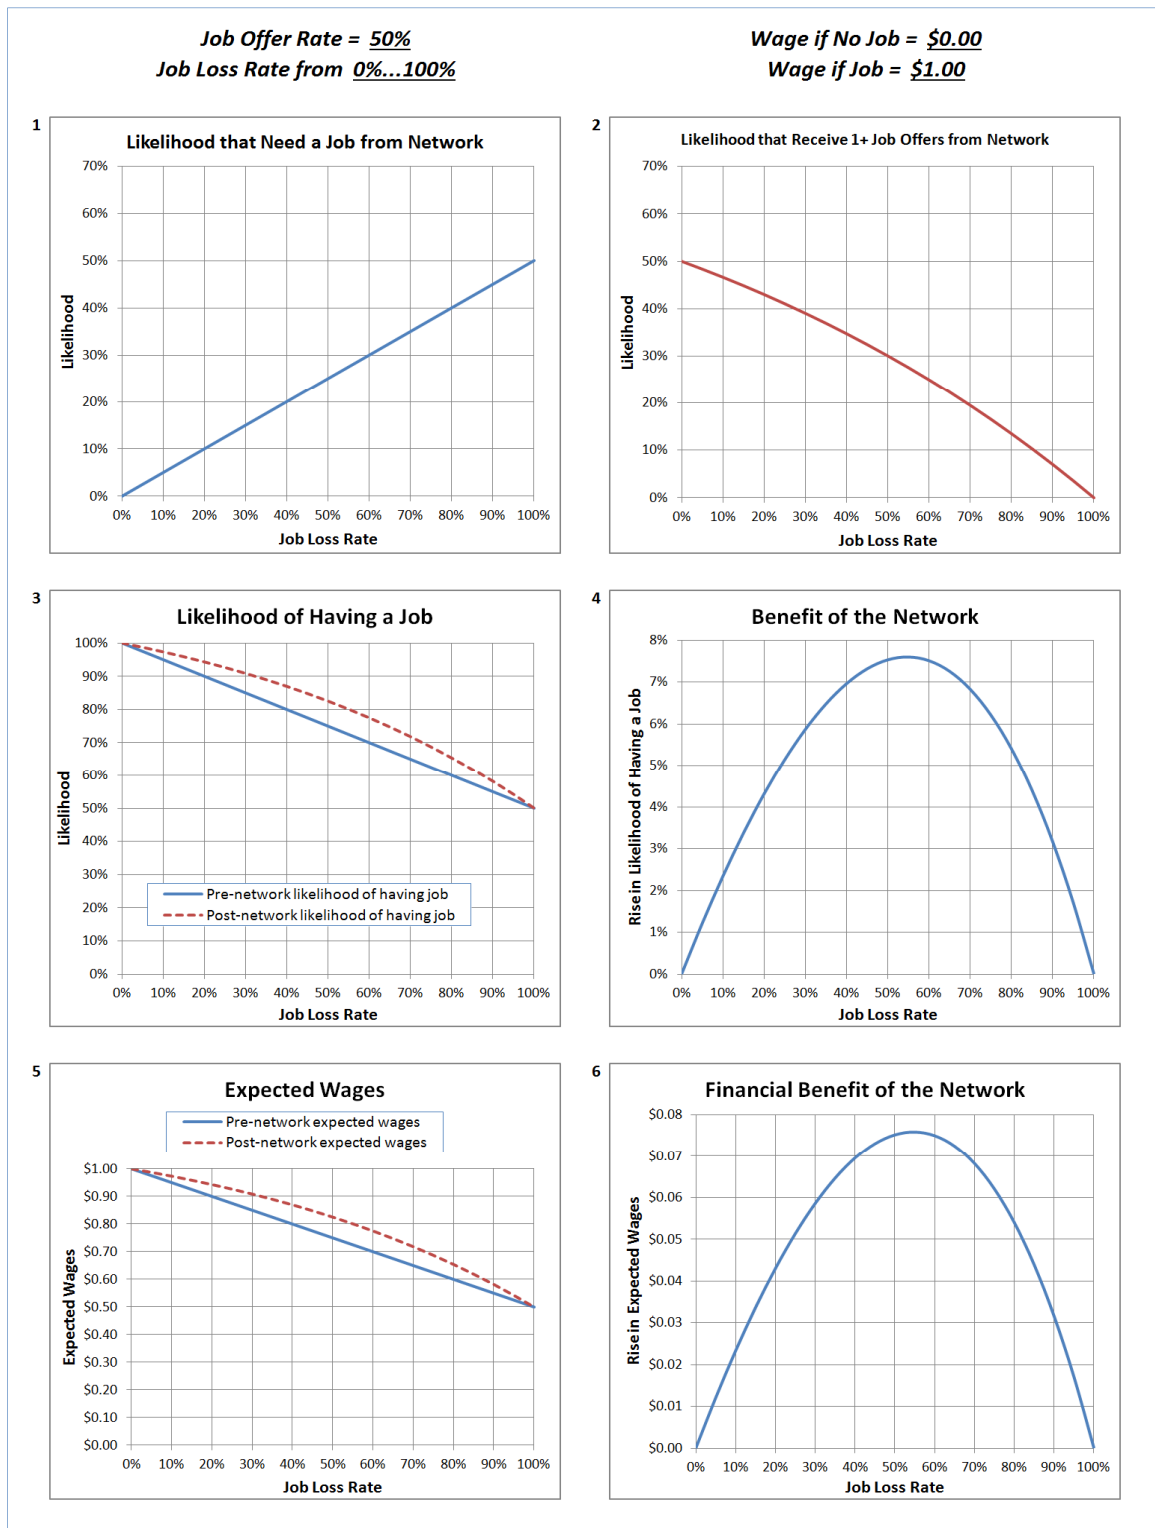 Job Offer Rate = 50%
Job Loss Rate from 0%...100%
Wage if No Job = $0.00
Wage if Job = $1.00
1
Likelihood that Need a Job from Network
70%
60%
50%
40%
30%
20%
10%
0%
Likelihood
0% 10% 20% 30% 40% 50% 60% 70% 80% 90% 100%
Job Loss Rate
2
Likelihood that Receive 1+ Job Offers from Network
70%
60%
50%
40%
30%
20%
10%
0%
Likelihood
0% 10% 20% 30% 40% 50% 60% 70% 80% 90% 100%
Job Loss Rate
3
Likelihood of Having a Job
100%
90%
80%
70%
60%
50%
40%
30%
20%
10%
0%
Likelihood
Pre-network likelihood of having job
Post-network likelihood of having job
0% 10% 20% 30% 40% 50% 60% 70% 80% 90% 100%
Job Loss Rate
4
Benefit of the Network
8%
7%
6%
5%
4%
3%
2%
1%
0%
Rise in Likelihood of Having a Job
0% 10% 20% 30% 40% 50% 60% 70% 80% 90% 100%
Job Loss Rate
5
Expected Wages
Pre-network expected wages
Post-network expected wages
$1.00
$0.90
$0.80
$0.70
$0.60
$0.50
$0.40
$0.30
$0.20
$0.10
$0.00
Expected Wages
0% 10% 20% 30% 40% 50% 60% 70% 80% 90% 100%
Job Loss Rate
6
Financial Benefit of the Network
$0.08
$0.07
$0.06
$0.05
$0.04
$0.03
$0.02
$0.01
$0.00
Rise in Expected Wages
0% 10% 20% 30% 40% 50% 60% 70% 80% 90% 100%
Job Loss Rate